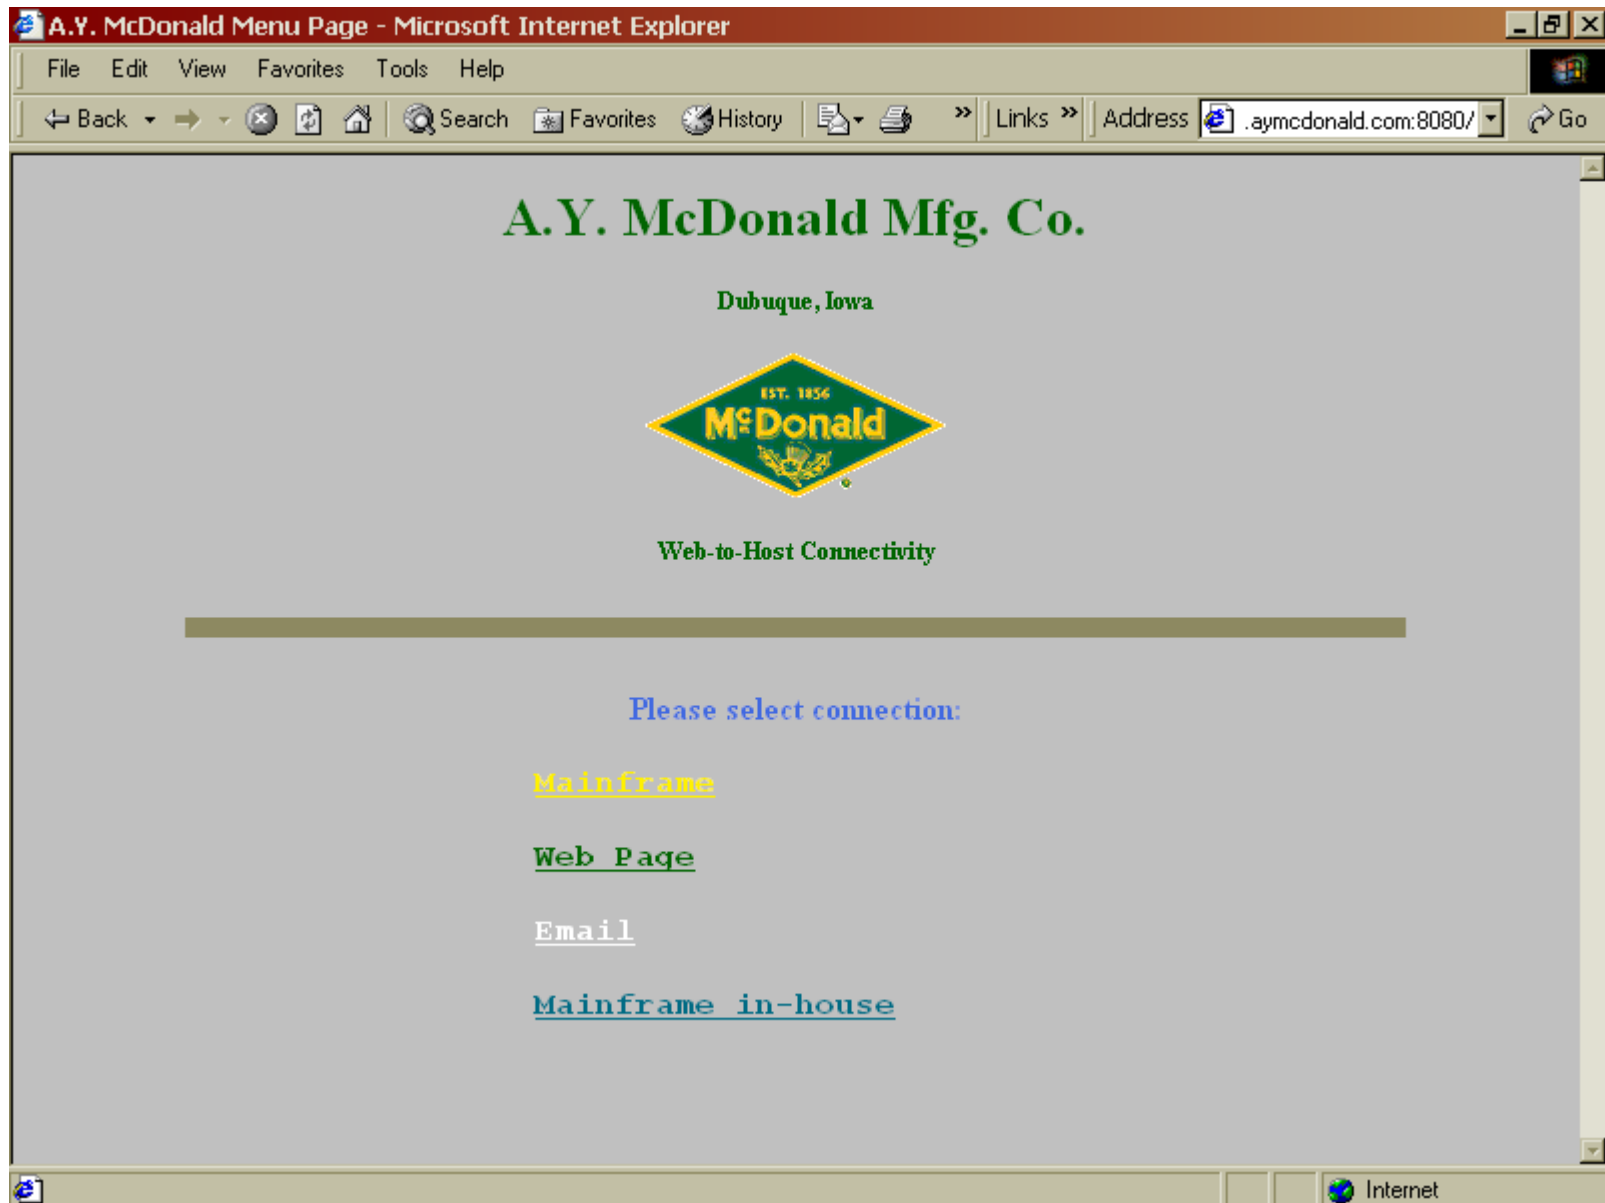 A.Y. McDonald Menu Page - Microsoft Internet Explorer
File Edit View Favorites Tools Help
Back Search Favorites History » Links » Address .aymcdonald.com:8080/ Go
A.Y. McDonald Mfg. Co.
Dubuque, Iowa
EST. 1856
McDonald
Web-to-Host Connectivity
Please select connection:
Mainframe
Web Page
Email
Mainframe in-house
Internet